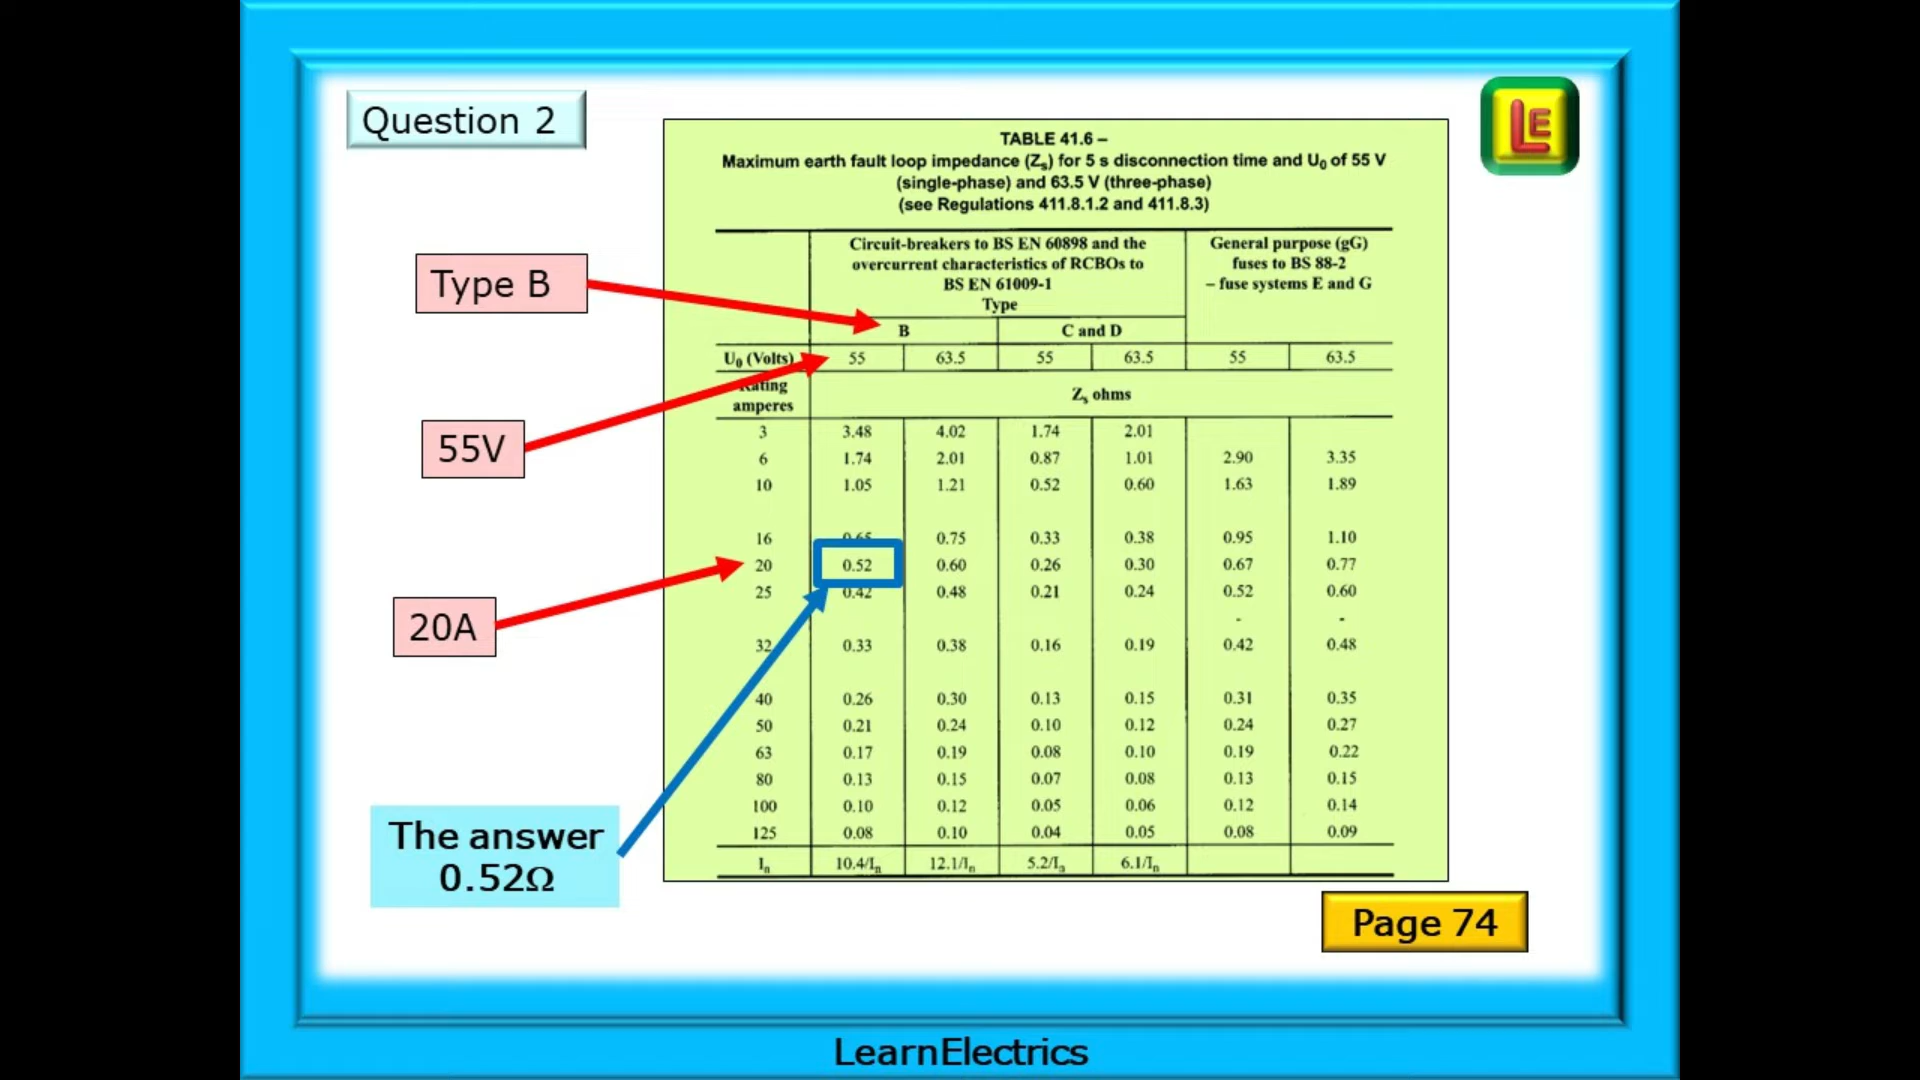 Question 2
LE
TABLE 41.6 –
Maximum earth fault loop impedance (Zs) for 5 s disconnection time and U0 of 55 V
(single-phase) and 63.5 V (three-phase)
(see Regulations 411.8.1.2 and 411.8.3)
Circuit-breakers to BS EN 60898 and the
overcurrent characteristics of RCBOs to
BS EN 61009-1
Type
General purpose (gG)
fuses to BS 88-2
– fuse systems E and G
B C and D
U0 (Volts) 55 63.5 55 63.5 55 63.5
Rating
amperes
Zs ohms
3 3.48 4.02 1.74 2.01
6 1.74 2.01 0.87 1.01 2.90 3.35
10 1.05 1.21 0.52 0.60 1.63 1.89
16 0.65 0.75 0.33 0.38 0.95 1.10
20 0.52 0.60 0.26 0.30 0.67 0.77
25 0.42 0.48 0.21 0.24 0.52 0.60
- -
32 0.33 0.38 0.16 0.19 0.42 0.48
40 0.26 0.30 0.13 0.15 0.31 0.35
50 0.21 0.24 0.10 0.12 0.24 0.27
63 0.17 0.19 0.08 0.10 0.19 0.22
80 0.13 0.15 0.07 0.08 0.13 0.15
100 0.10 0.12 0.05 0.06 0.12 0.14
125 0.08 0.10 0.04 0.05 0.08 0.09
In 10.4/In 12.1/In 5.2/In 6.1/In
Type B
55V
20A
The answer
0.52Ω
Page 74
LearnElectrics